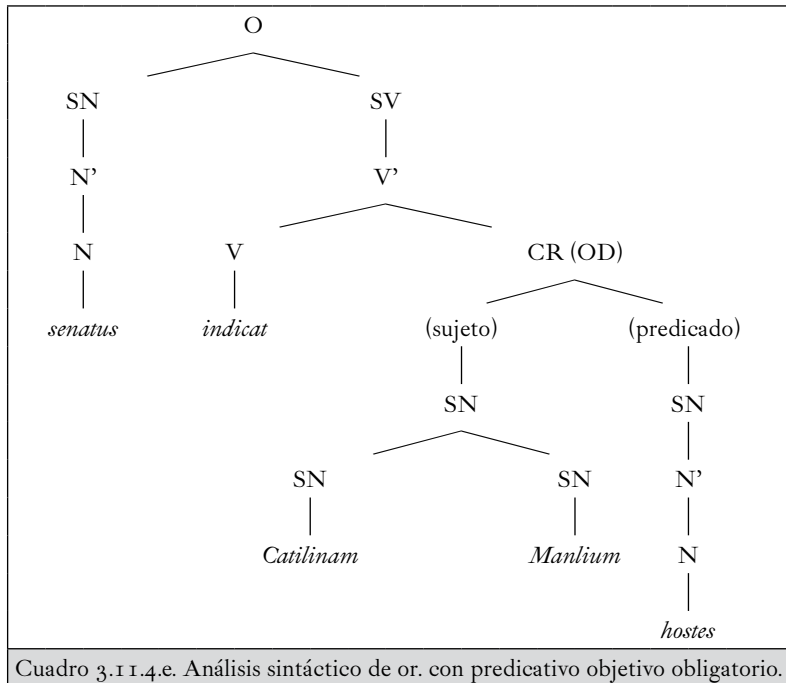 O
SN SV
N’ V’
N V CR (OD)
senatus indicat (sujeto) (predicado)
SN SN
SN SN N’
Catilinam Manlium N
hostes
Cuadro 3.11.4.e. Análisis sintáctico de or. con predicativo objetivo obligatorio.